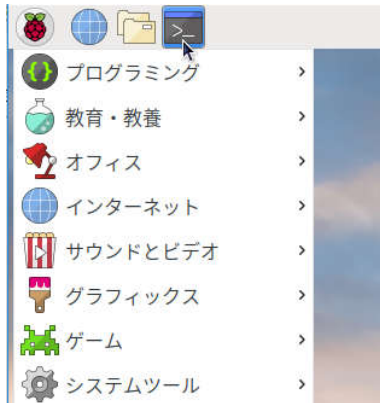 プログラミング
教育・教養
オフィス
インターネット
サウンドとビデオ
グラフィックス
ゲーム
システムツール